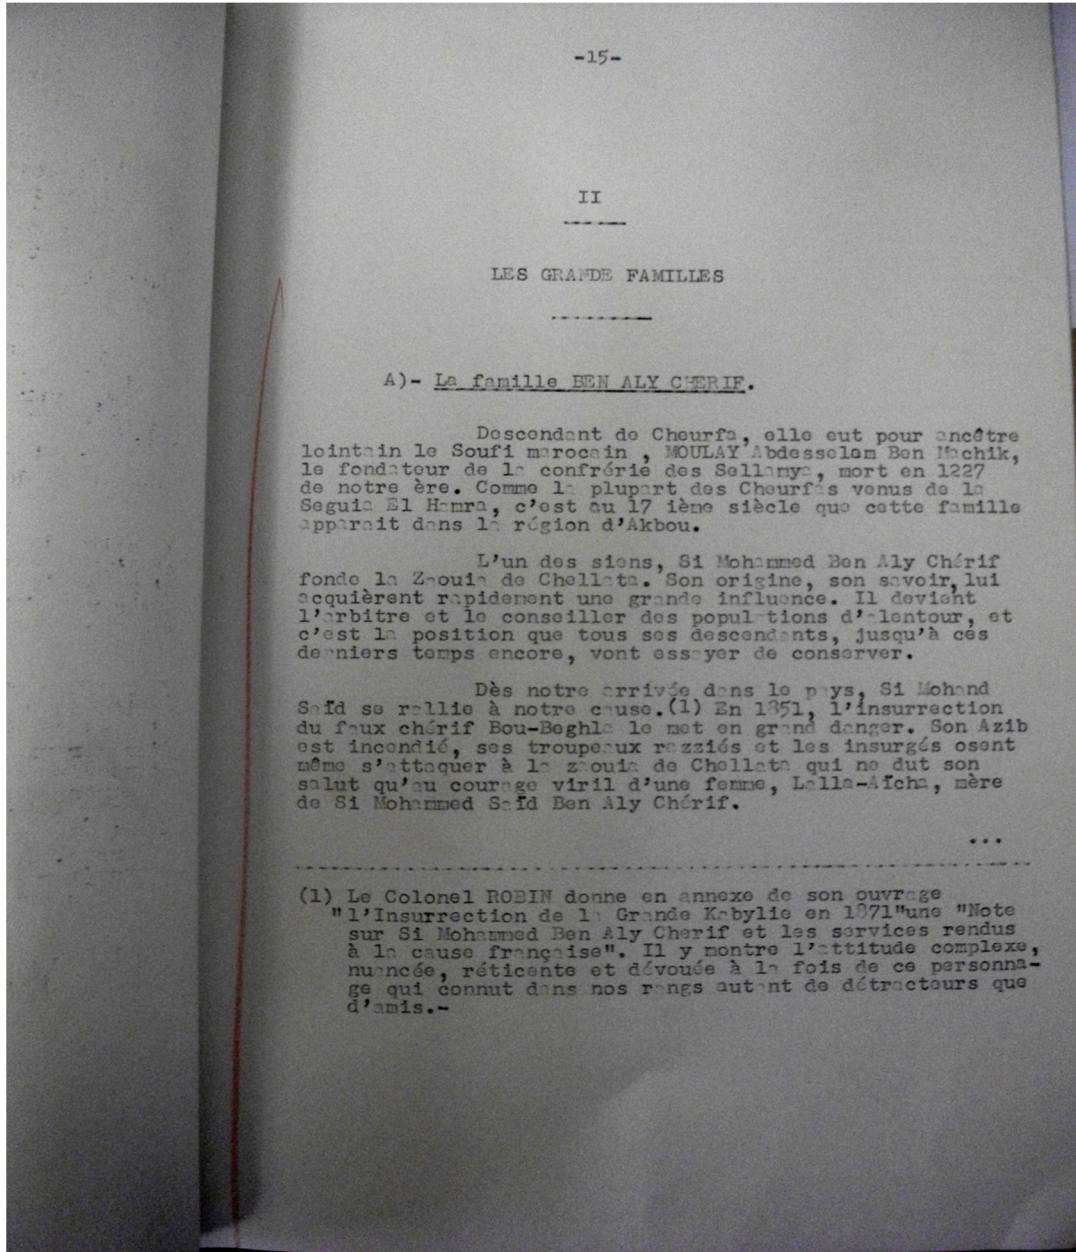 -15-
II
LES GRANDE FAMILLES
A)- La famille BEN ALY CHERIF.
Descendant de Cheurfa, elle eut pour ancêtre
lointain le Soufi marocain , MOULAY Abdesselam Ben Machik,
le fondateur de la confrérie des Sellamya, mort en 1227
de notre ère. Comme la plupart des Cheurfas venus de la
Seguia El Hamra, c'est au 17 ième siècle que cette famille
apparait dans la région d'Akbou.
L'un des siens, Si Mohammed Ben Aly Chérif
fonde la Zaouia de Chellata. Son origine, son savoir, lui
acquièrent rapidement une grande influence. Il devient
l'arbitre et le conseiller des populations d'alentour, et
c'est la position que tous ses descendants, jusqu'à ces
derniers temps encore, vont essayer de conserver.
Dès notre arrivée dans le pays, Si Mohand
Saïd se rallie à notre cause.(1) En 1851, l'insurrection
du faux chérif Bou-Beghla le met en grand danger. Son Azib
est incendié, ses troupeaux razziés et les insurgés osent
même s'attaquer à la zaouia de Chellata qui ne dut son
salut qu'au courage viril d'une femme, Lalla-Aïcha, mère
de Si Mohammed Saïd Ben Aly Chérif.
...
(1) Le Colonel ROBIN donne en annexe de son ouvrage
"l'Insurrection de la Grande Kabylie en 1871"une "Note
sur Si Mohammed Ben Aly Cherif et les services rendus
à la cause française". Il y montre l'attitude complexe,
nuancée, réticente et dévouée à la fois de ce personna-
ge qui connut dans nos rangs autant de détracteurs que
d'amis.-